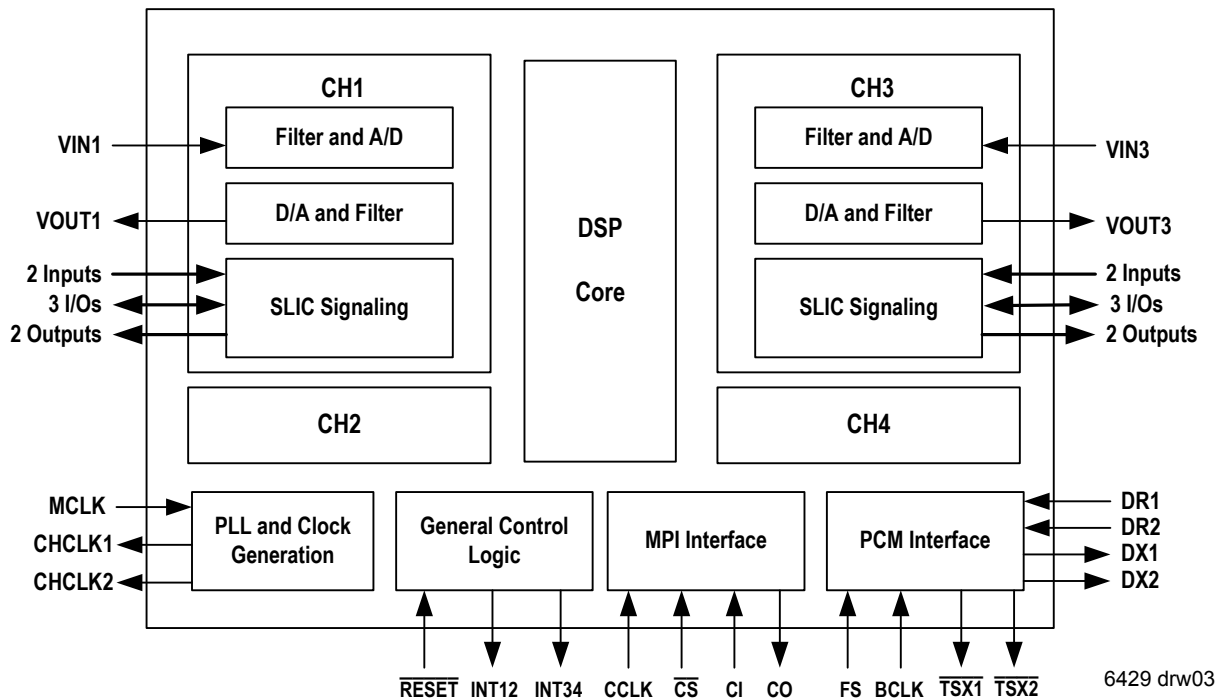 CH1
Filter and A/D
D/A and Filter
SLIC Signaling
VIN1
VOUT1
2 Inputs
3 I/Os
2 Outputs
CH2
DSP
Core
CH3
Filter and A/D
D/A and Filter
SLIC Signaling
VIN3
VOUT3
2 Inputs
3 I/Os
2 Outputs
CH4
MCLK
CHCLK1
CHCLK2
PLL and Clock
Generation
General Control
Logic
MPI Interface
PCM Interface
DR1
DR2
DX1
DX2
RESET INT12 INT34 CCLK CS CI CO FS BCLK TSX1 TSX2
6429 drw03